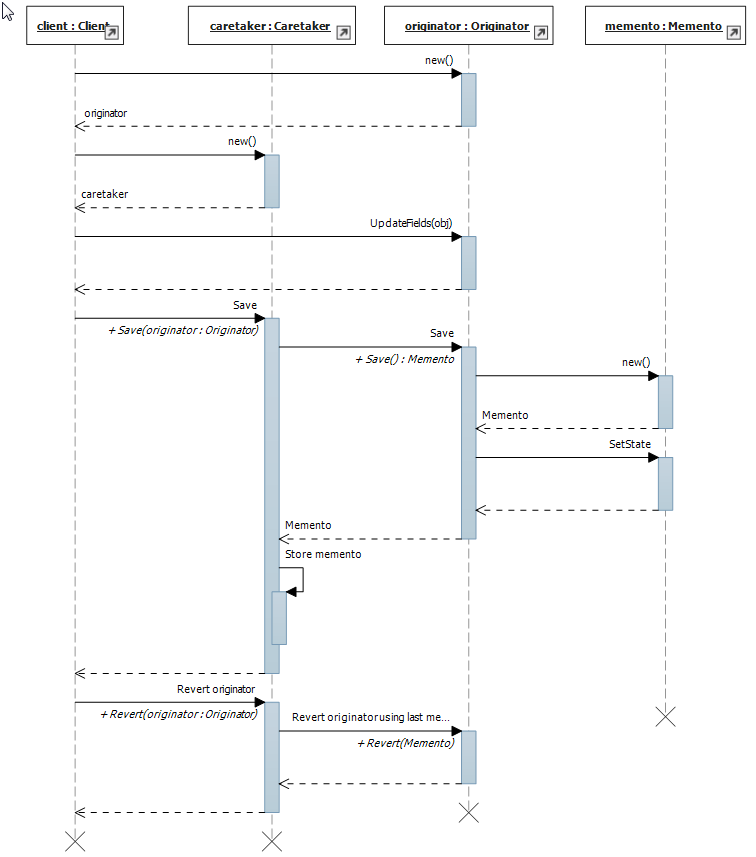 client : Client
caretaker : Caretaker
originator : Originator
memento : Memento
new()
originator
new()
caretaker
UpdateFields(obj)
Save
+ Save(originator : Originator)
Save
+ Save() : Memento
new()
Memento
SetState
Memento
Store memento
Revert originator
+ Revert(originator : Originator)
Revert originator using last me...
+ Revert(Memento)